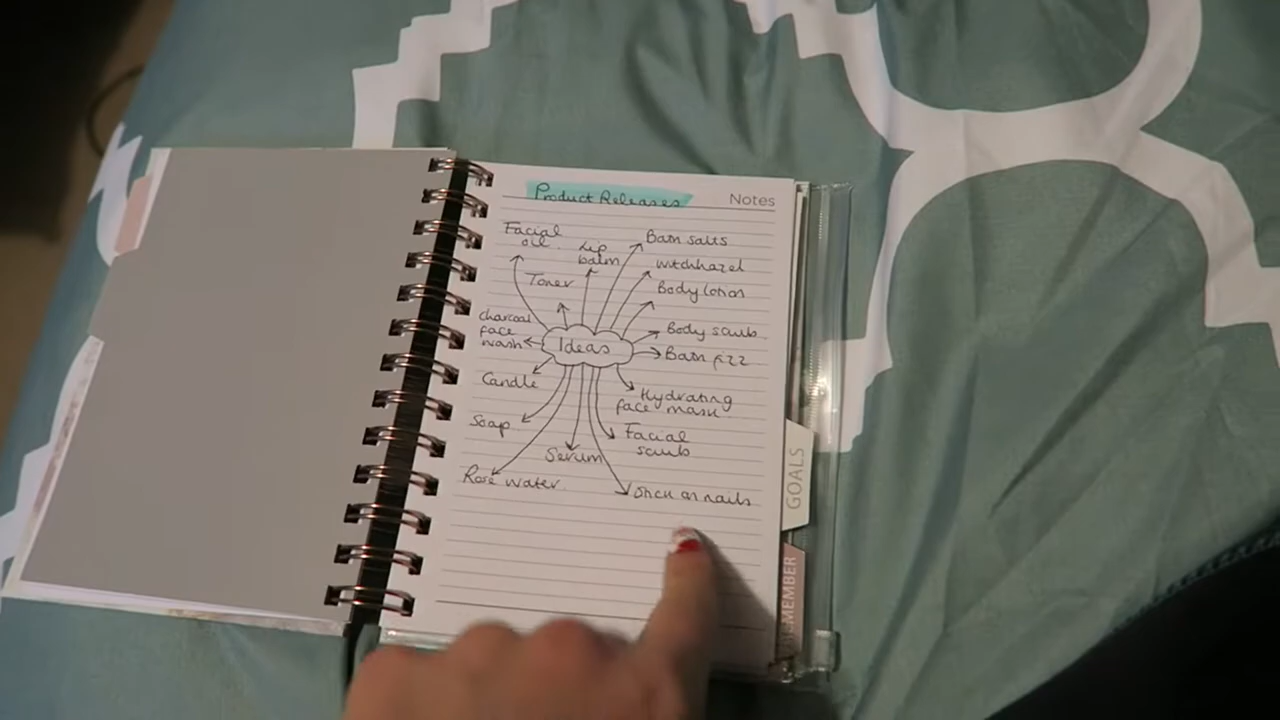 Product Releases
Notes
Facial
oil
Lip
balm
Bath salts
witchhazel
Toner
Body lotion
charcoal
face
wash
Ideas
Body scrub
Bath fizz
Candle
Hydrating
face mask
Soap
Facial
scrub
Serum
Rose water
Stick on nails
GOALS